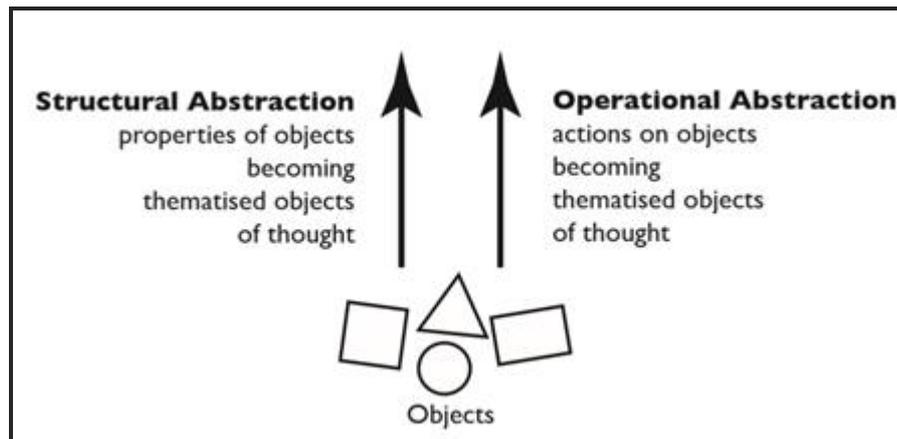 Structural Abstraction
properties of objects
becoming
thematised objects
of thought
Operational Abstraction
actions on objects
becoming
thematised objects
of thought
Objects